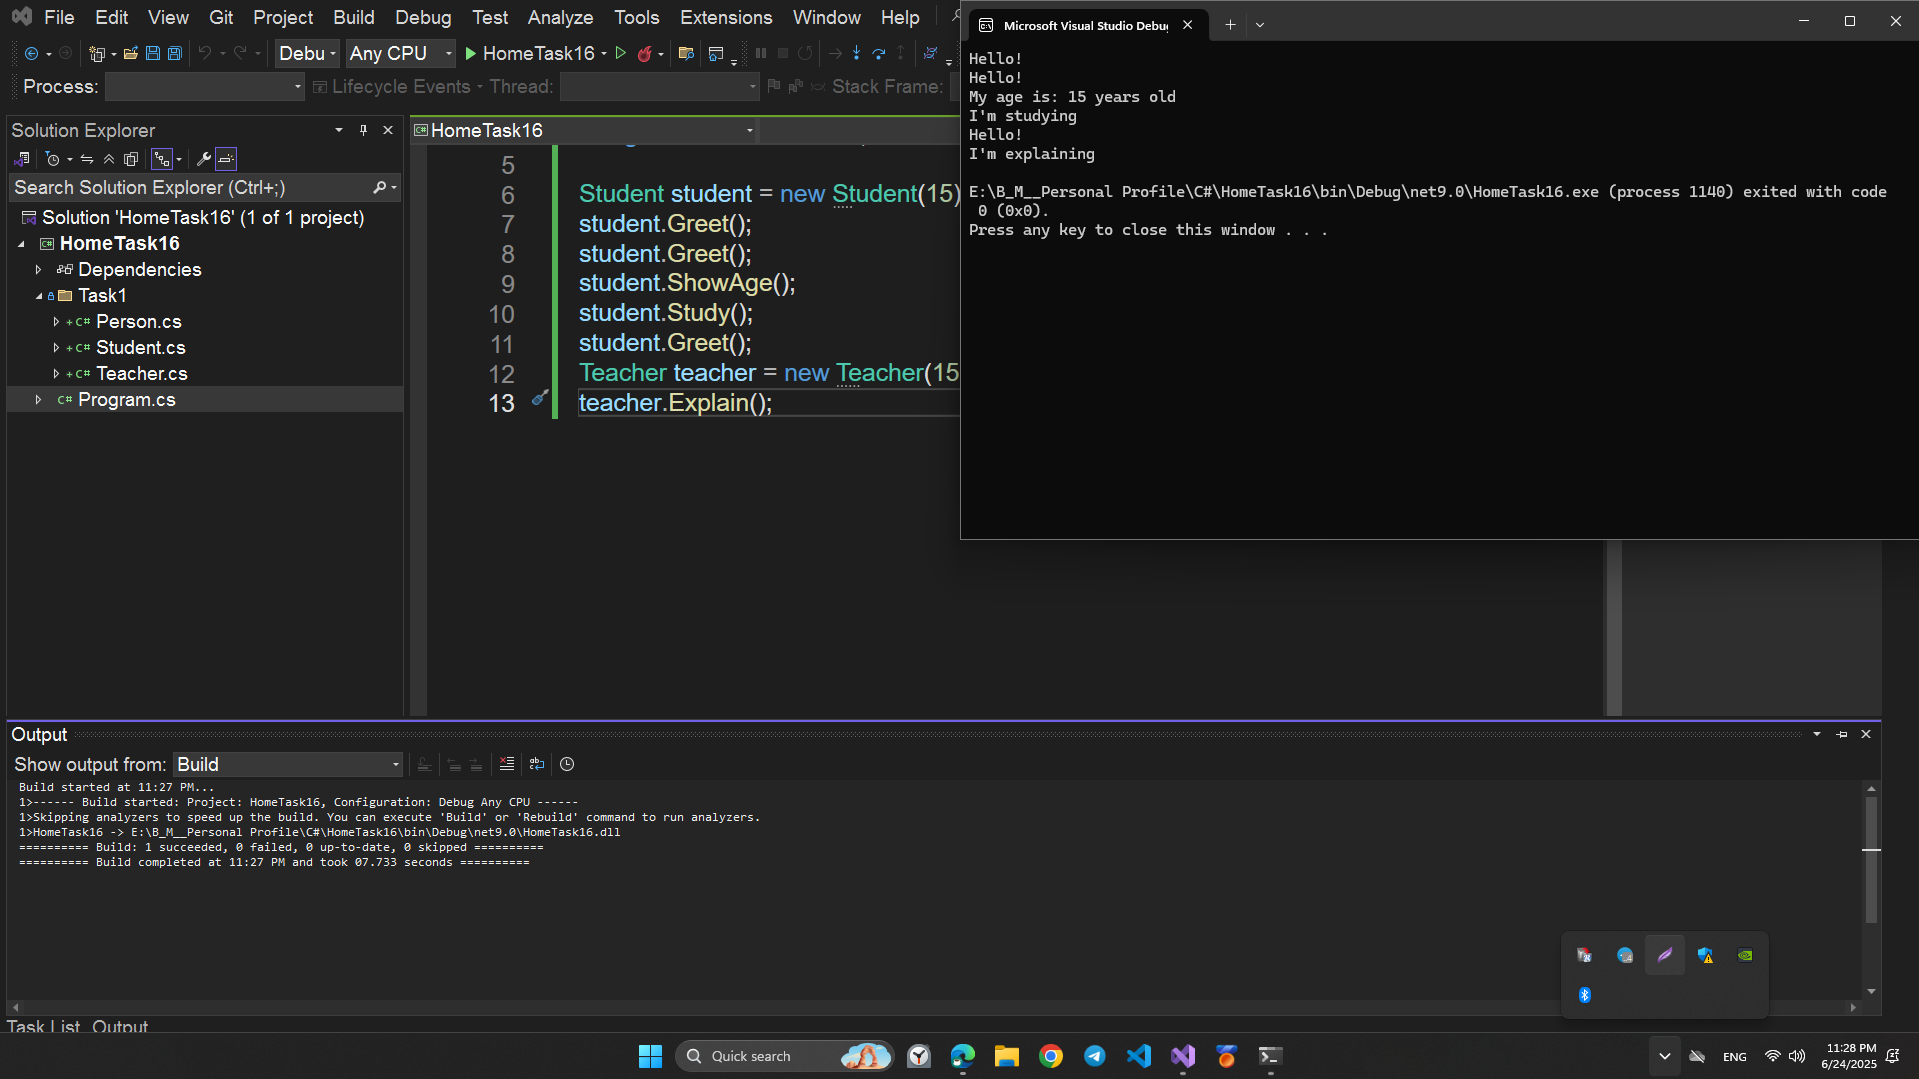 File Edit View Git Project Build Debug Test Analyze Tools Extensions Window Help
Debu Any CPU HomeTask16
Process: Lifecycle Events Thread: Stack Frame:
Solution Explorer
Search Solution Explorer (Ctrl+;)
Solution 'HomeTask16' (1 of 1 project)
HomeTask16
Dependencies
Task1
Person.cs
Student.cs
Teacher.cs
Program.cs
HomeTask16
5
6 Student student = new Student(15)
7 student.Greet();
8 student.Greet();
9 student.ShowAge();
10 student.Study();
11 student.Greet();
12 Teacher teacher = new Teacher(15
13 teacher.Explain();
Microsoft Visual Studio Debu
Hello!
Hello!
My age is: 15 years old
I'm studying
Hello!
I'm explaining
E:\B_M__Personal Profile\C#\HomeTask16\bin\Debug\net9.0\HomeTask16.exe (process 1140) exited with code
0 (0x0).
Press any key to close this window . . .
Output
Show output from: Build
Build started at 11:27 PM...
1>------ Build started: Project: HomeTask16, Configuration: Debug Any CPU ------
1>Skipping analyzers to speed up the build. You can execute 'Build' or 'Rebuild' command to run analyzers.
1>HomeTask16 -> E:\B_M__Personal Profile\C#\HomeTask16\bin\Debug\net9.0\HomeTask16.dll
========== Build: 1 succeeded, 0 failed, 0 up-to-date, 0 skipped ==========
========== Build completed at 11:27 PM and took 07.733 seconds ==========
Task List Output
Quick search
ENG
11:28 PM
6/24/2025